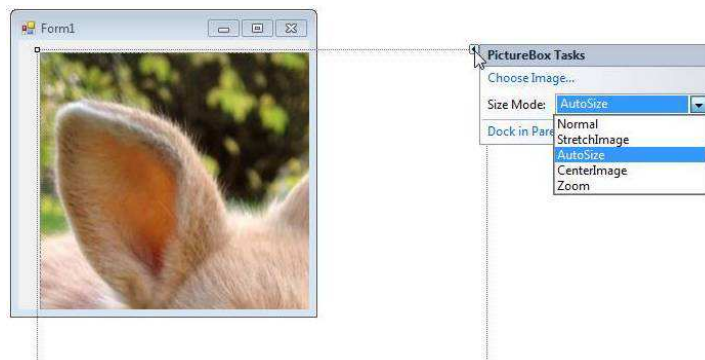 Form1
PictureBox Tasks
Choose Image...
Size Mode: AutoSize
Dock in Pare
Normal
StretchImage
AutoSize
CenterImage
Zoom